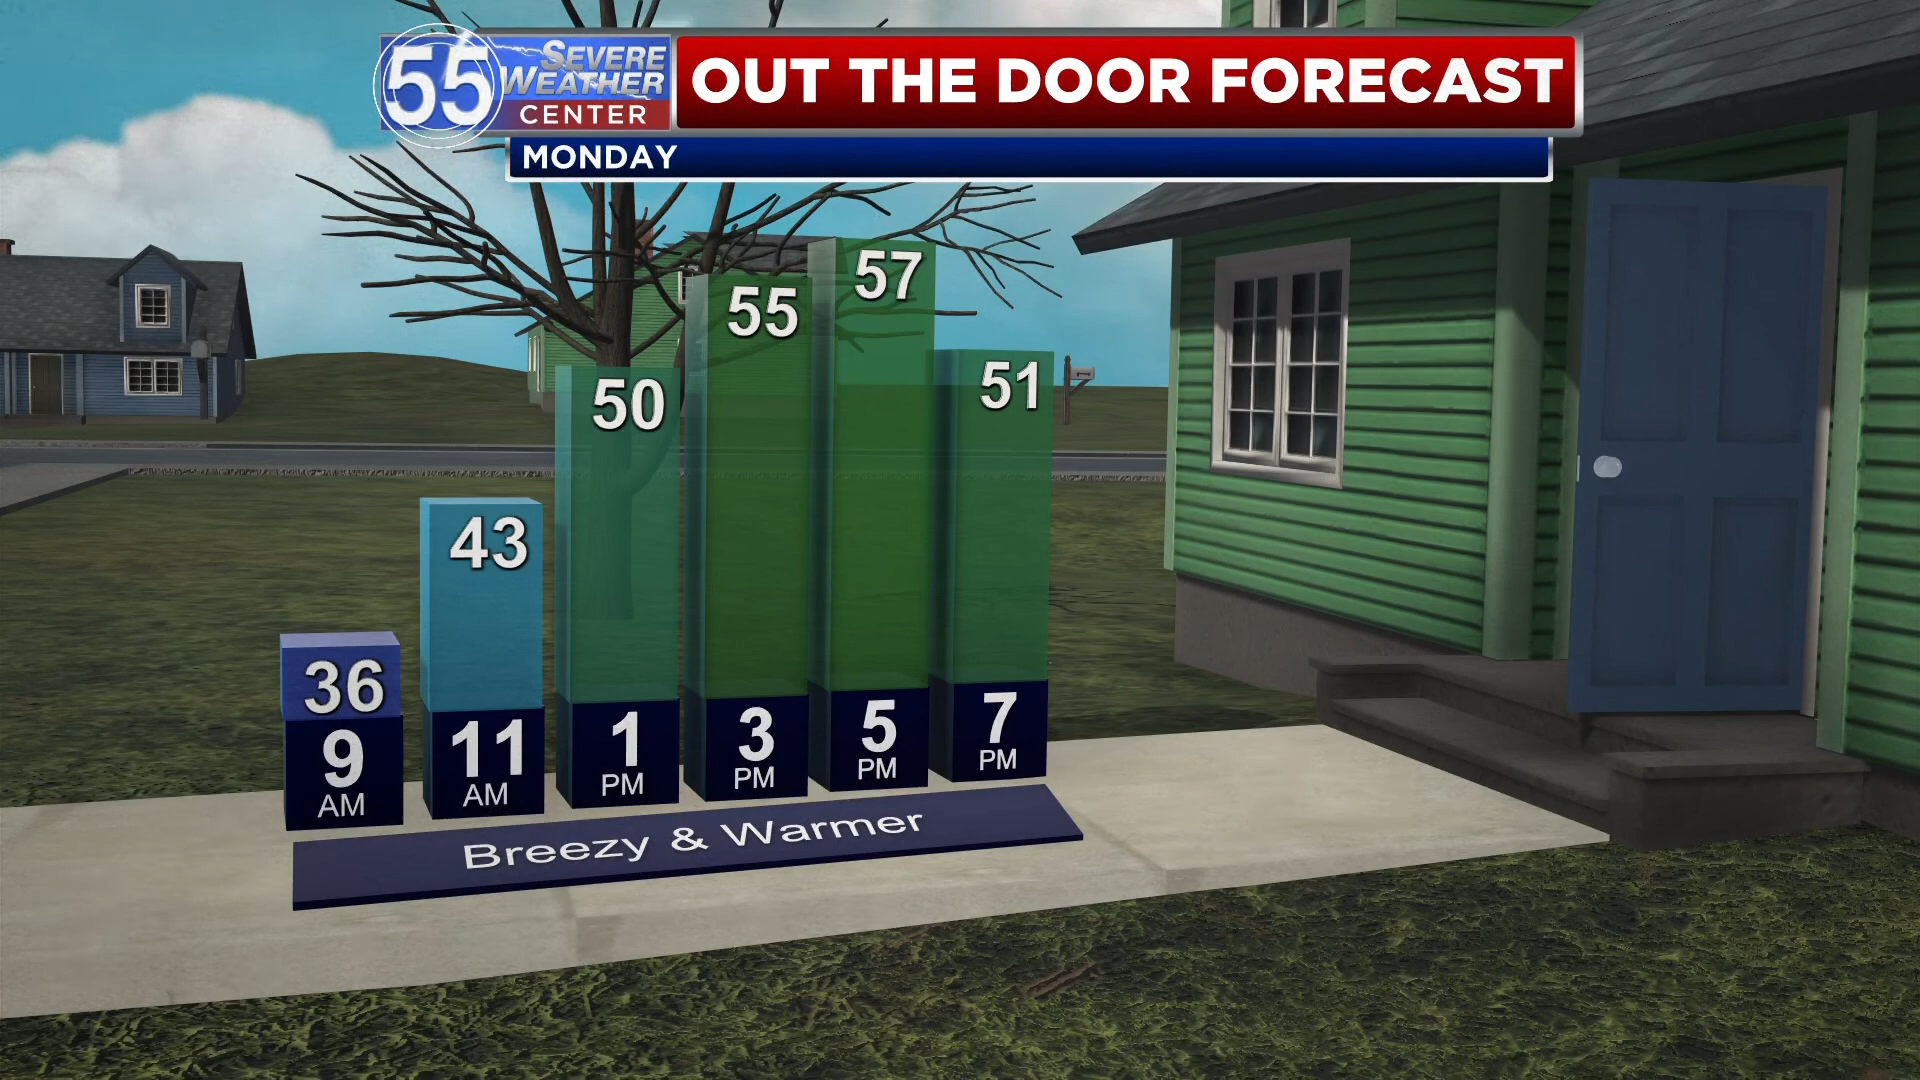 55 SEVERE WEATHER CENTER
OUT THE DOOR FORECAST
MONDAY
36 43 50 55 57 51
9 AM 11 AM 1 PM 3 PM 5 PM 7 PM
Breezy & Warmer